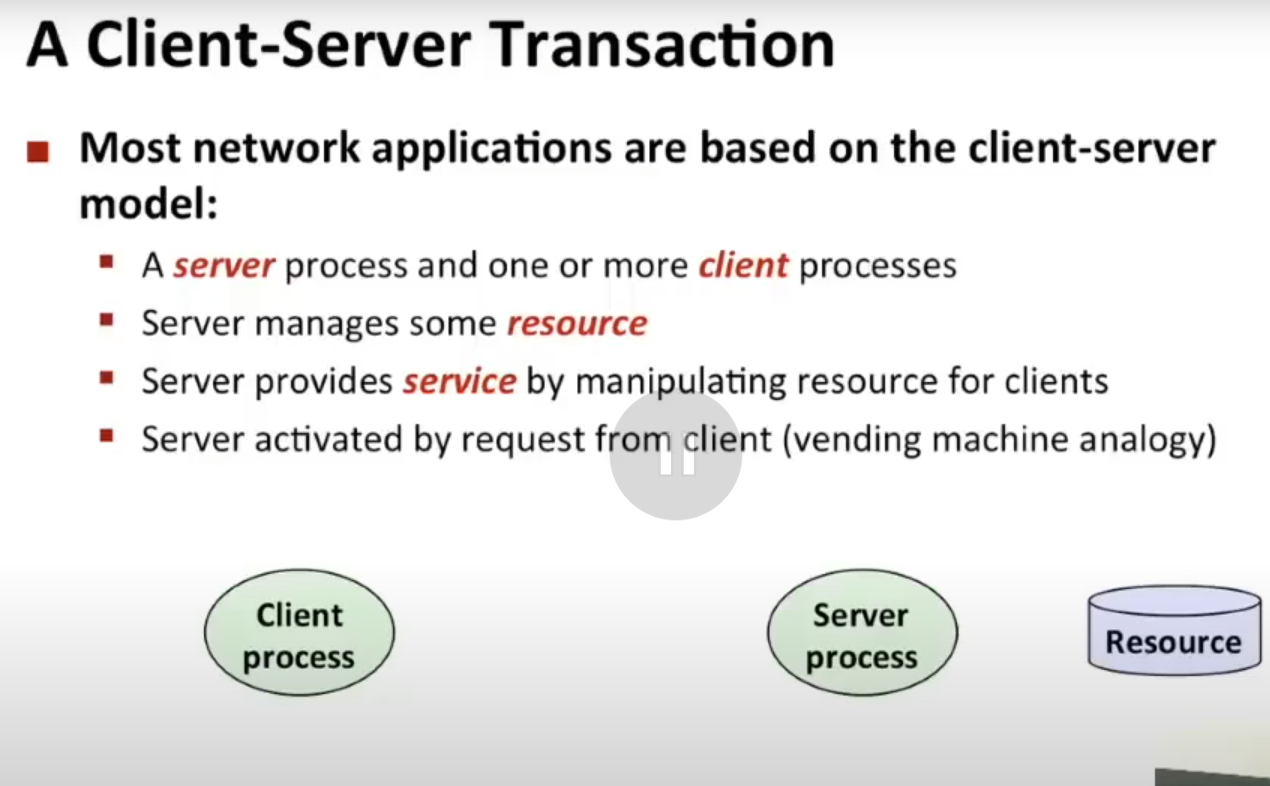 A Client-Server Transaction
Most network applications are based on the client-server
model:
A server process and one or more client processes
Server manages some resource
Server provides service by manipulating resource for clients
Server activated by request from client (vending machine analogy)
Client
process
Server
process
Resource